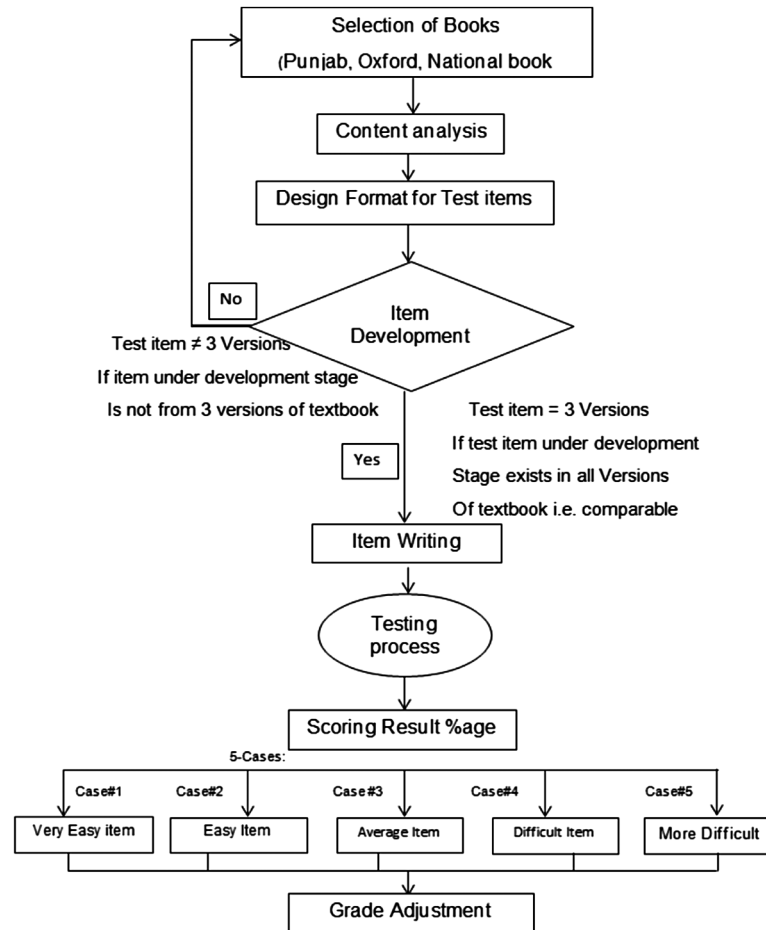 Selection of Books
(Punjab, Oxford, National book
Content analysis
Design Format for Test items
Item
Development
No
Test item ≠ 3 Versions
If item under development stage
Is not from 3 versions of textbook
Yes
Test item = 3 Versions
If test item under development
Stage exists in all Versions
Of textbook i.e. comparable
Item Writing
Testing
process
Scoring Result %age
5-Cases:
Case#1
Case#2
Case #3
Case#4
Case#5
Very Easy item
Easy Item
Average Item
Difficult Item
More Difficult
Grade Adjustment